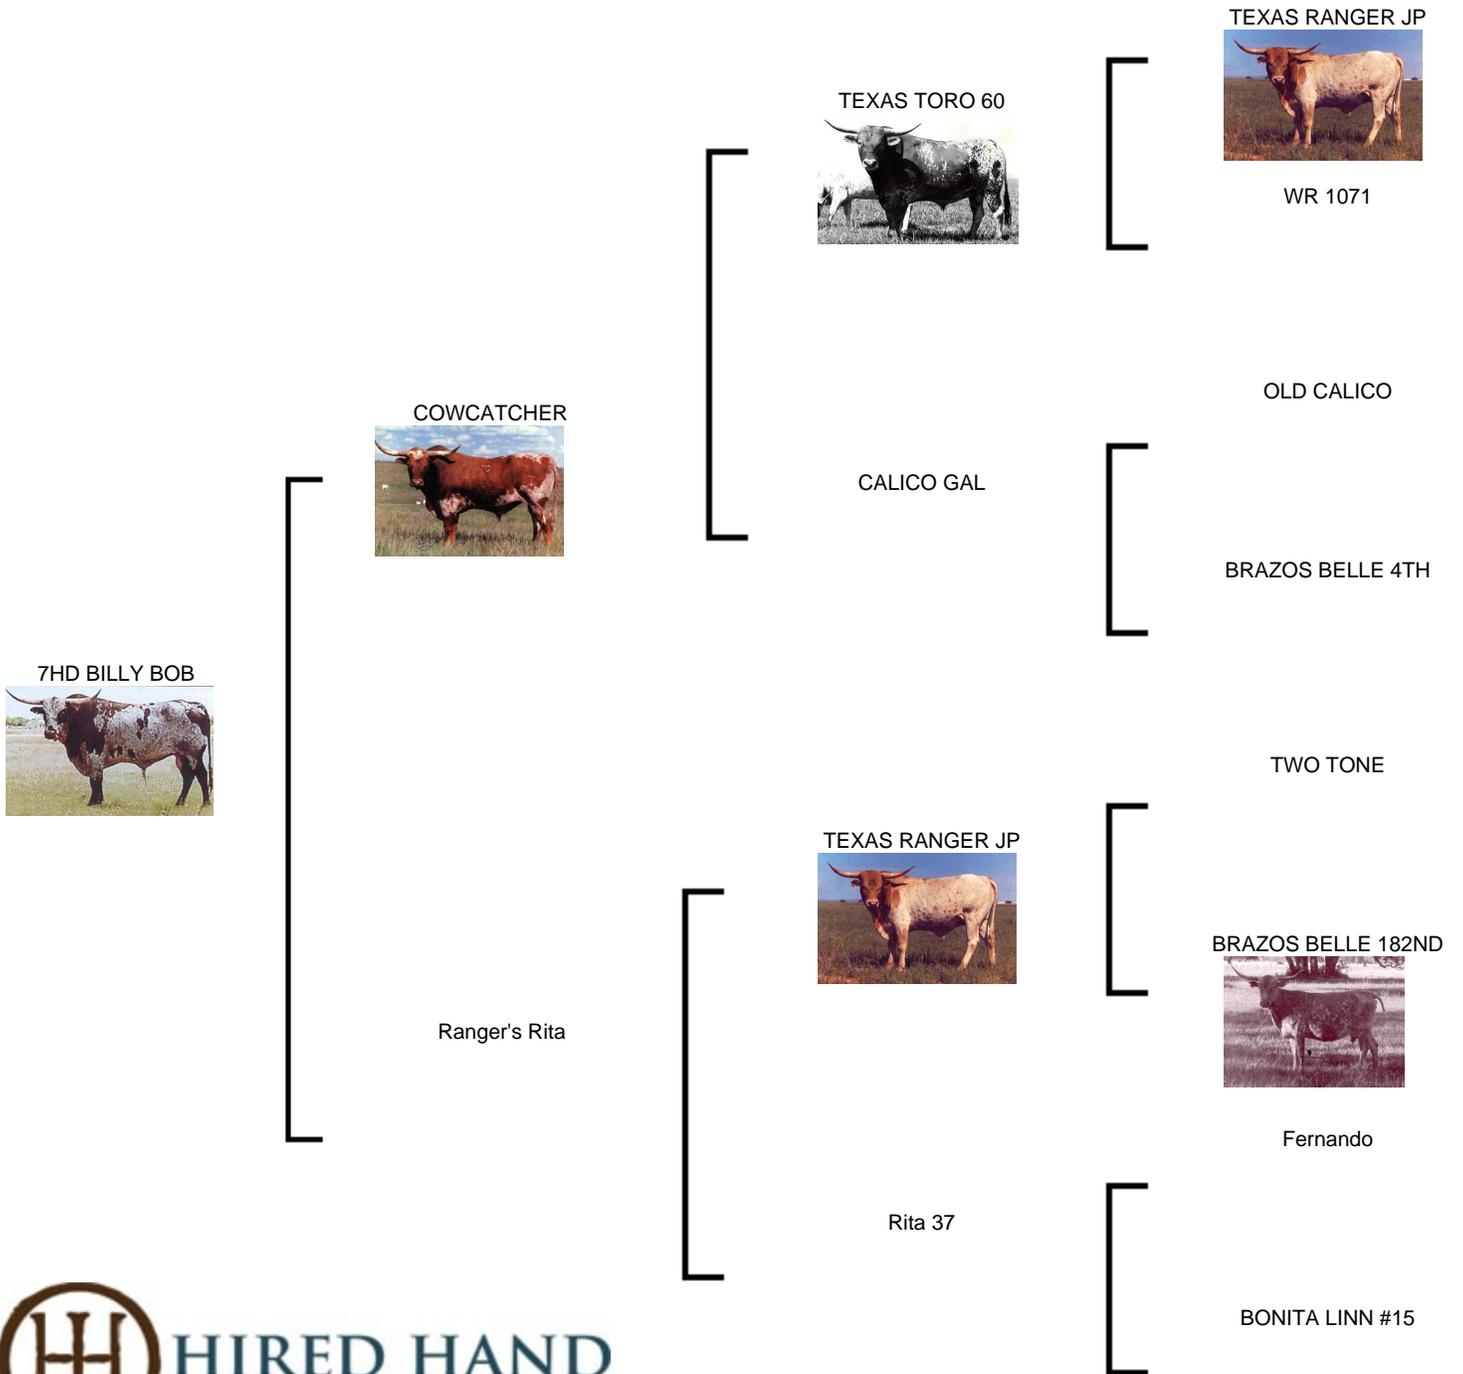 TEXAS RANGER JP
TEXAS TORO 60
WR 1071
OLD CALICO
COWCATCHER
CALICO GAL
BRAZOS BELLE 4TH
7HD BILLY BOB
TWO TONE
TEXAS RANGER JP
BRAZOS BELLE 182ND
Ranger's Rita
Fernando
Rita 37
BONITA LINN #15
HIRED HAND